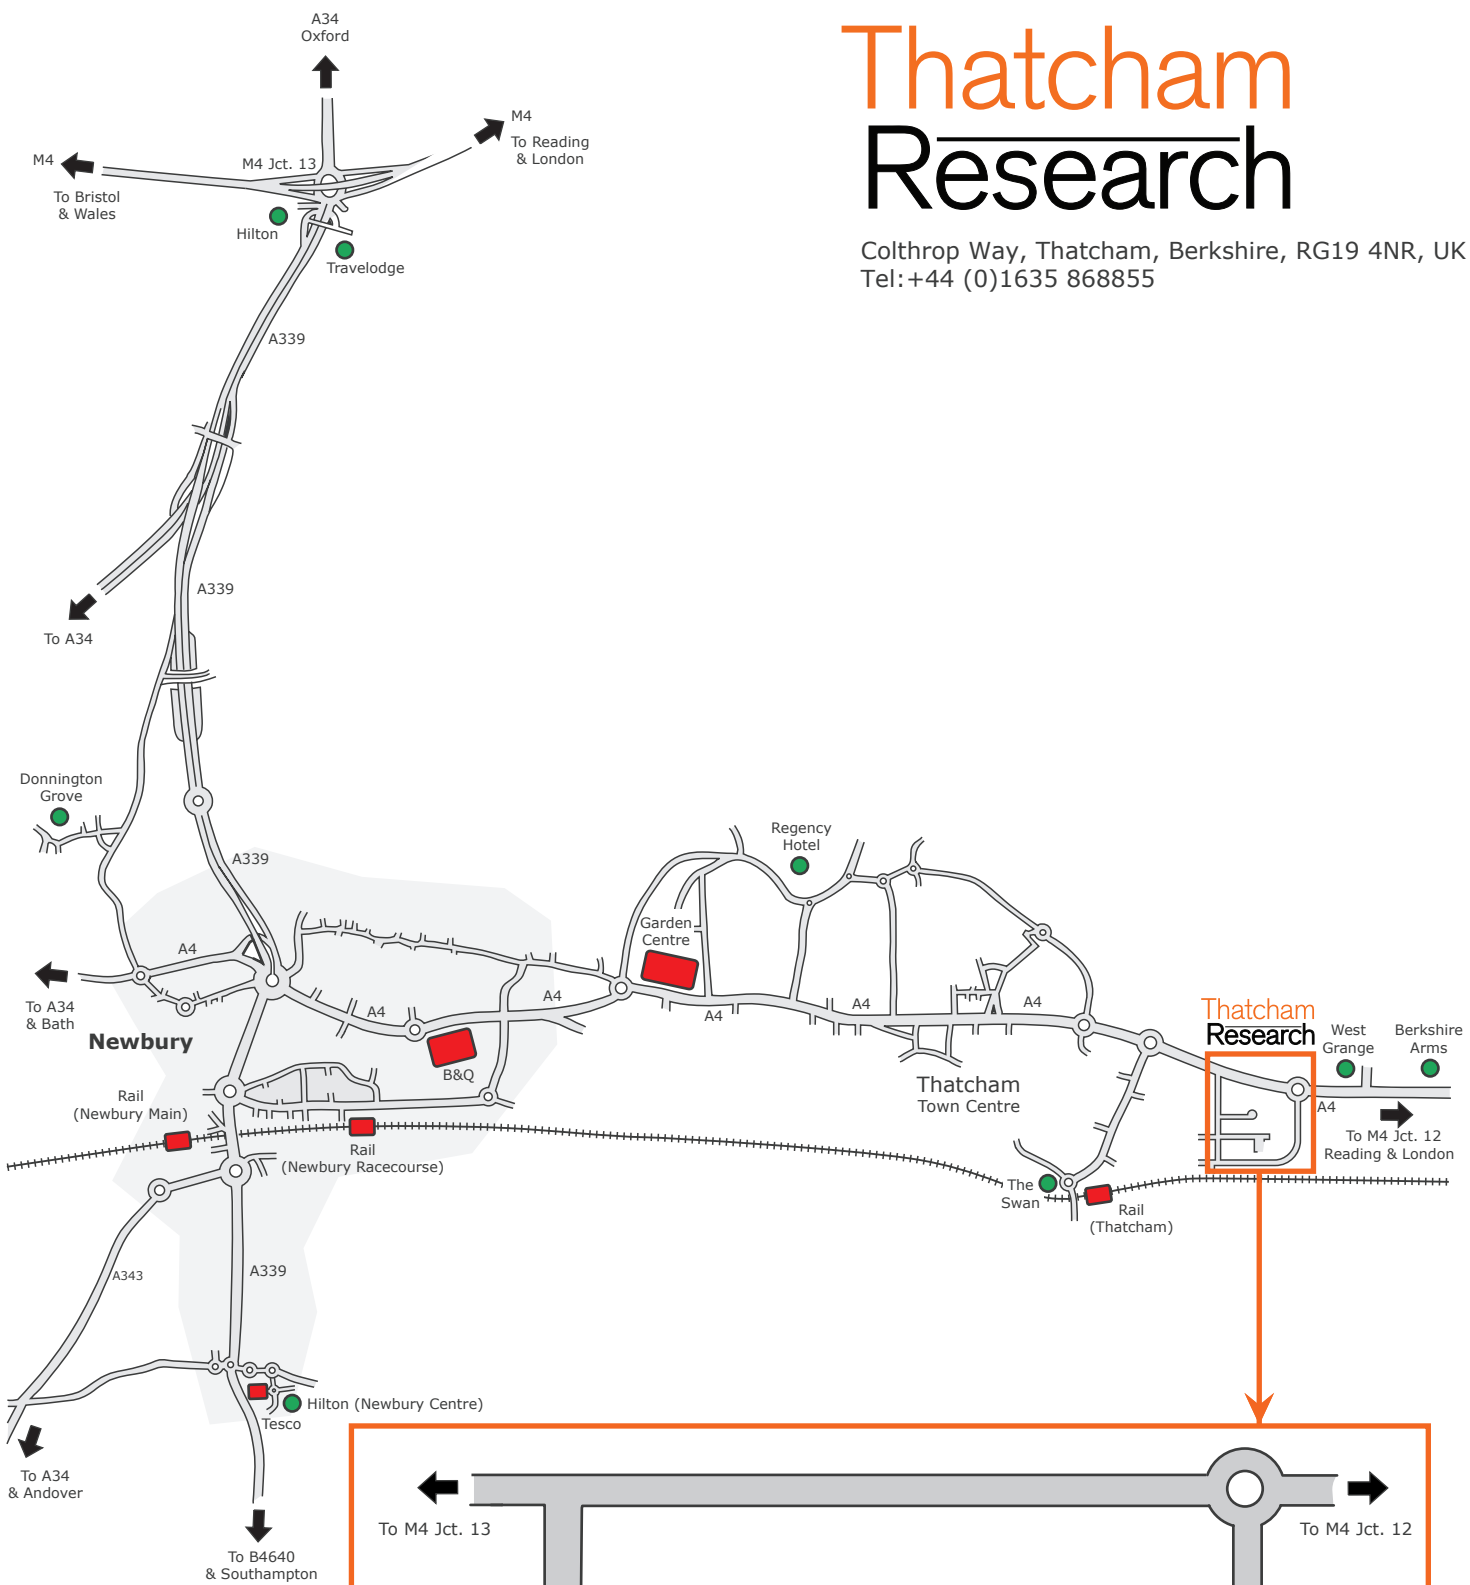 Thatcham
Research
Colthrop Way, Thatcham, Berkshire, RG19 4NR, UK
Tel:+44 (0)1635 868855
A34
Oxford
M4
To Reading
& London
M4
To Bristol
& Wales
M4 Jct. 13
Hilton
Travelodge
A339
A339
To A34
Donnington
Grove
A339
Regency
Hotel
Garden
Centre
A4
To A34
& Bath
Newbury
A4
A4
A4
A4
A4
B&Q
Thatcham
Research
West
Grange
Berkshire
Arms
Thatcham
Town Centre
A4
To M4 Jct. 12
Reading & London
Rail
(Newbury Main)
Rail
(Newbury Racecourse)
The
Swan
Rail
(Thatcham)
A343
A339
Hilton (Newbury Centre)
Tesco
To A34
& Andover
To B4640
& Southampton
To M4 Jct. 13
To M4 Jct. 12